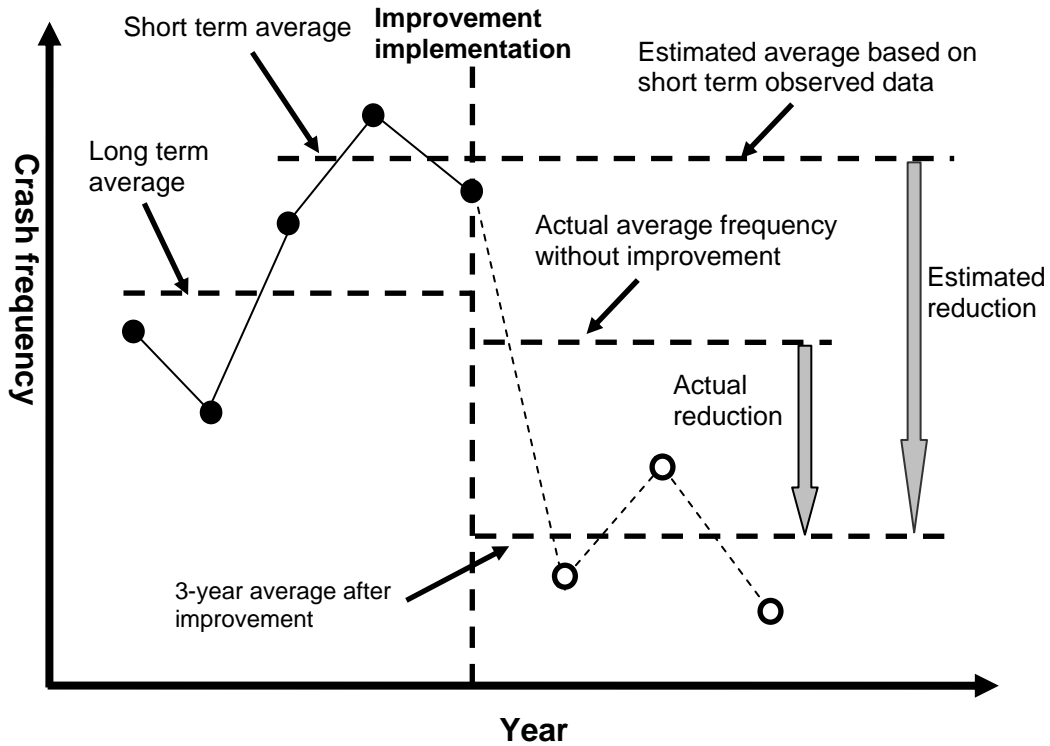 Short term average
Improvement
implementation
Estimated average based on
short term observed data
Long term
average
Crash frequency
Actual average frequency
without improvement
Estimated
reduction
Actual
reduction
3-year average after
improvement
Year